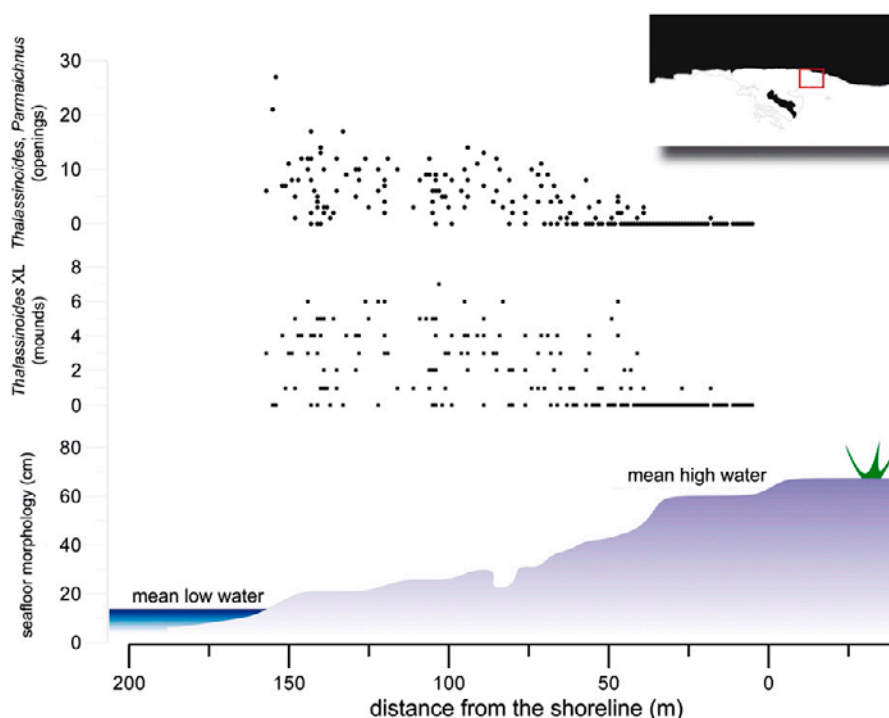 Thalassinoides, Parmaichnus
(openings)
30
20
10
0
Thalassinoides XL
(mounds)
8
6
4
2
0
seafloor morphology (cm)
80
60
40
20
0
mean high water
mean low water
200
150
100
50
0
distance from the shoreline (m)